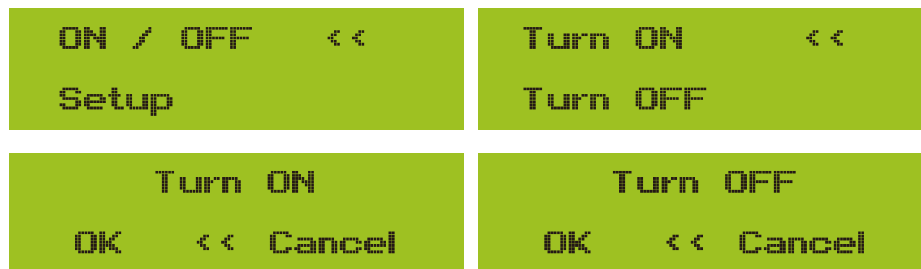 ON / OFF <<
Setup
Turn ON <<
Turn OFF
Turn ON
OK << Cancel
Turn OFF
OK << Cancel